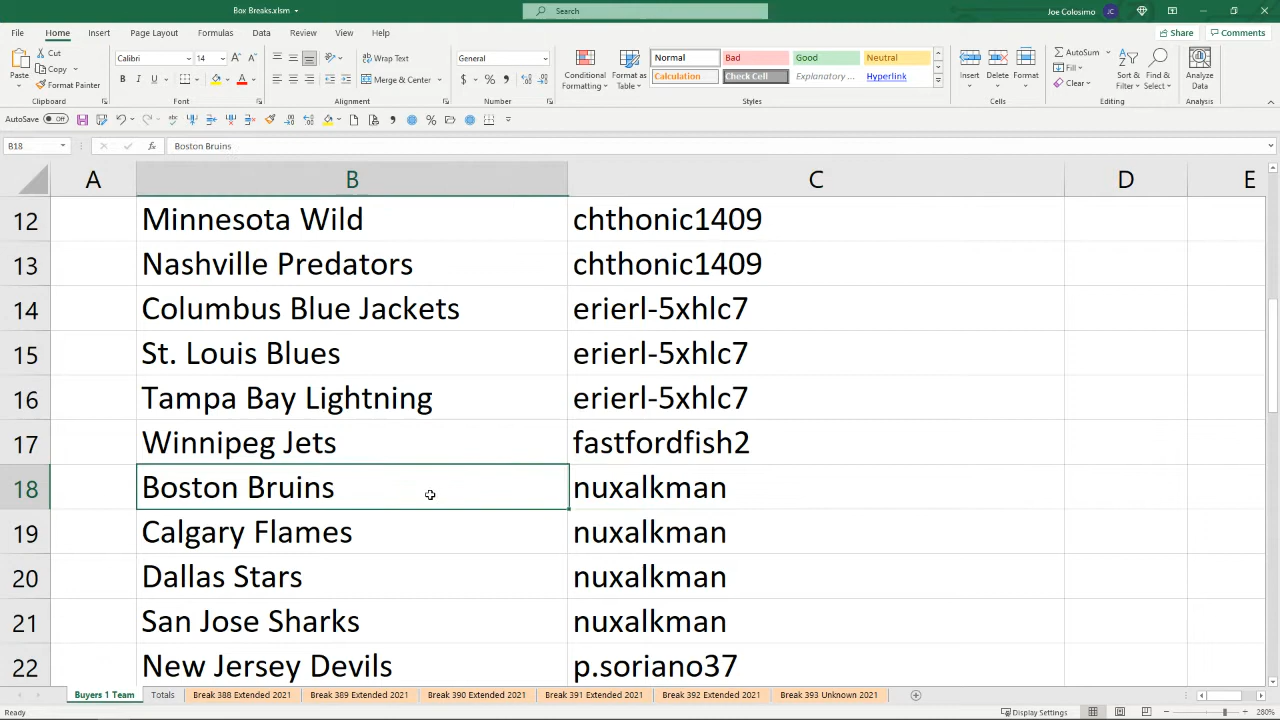 Box Breaks.xlsm
Search
Joe Colosimo JC
File Home Insert Page Layout Formulas Data Review View Help
Share Comments
Paste
Cut
Copy
Format Painter
Clipboard
Calibri 14
B I U
Font
Wrap Text
Merge & Center
Alignment
General
Number
Conditional Formatting
Format as Table
Normal Bad Good Neutral
Calculation Check Cell Explanatory ... Hyperlink
Styles
Insert Delete Format
Cells
AutoSum
Fill
Clear
Sort & Filter
Find & Select
Editing
Analyze Data
Analysis
AutoSave Off
B18 fx Boston Bruins
A B C D E
12 Minnesota Wild chthonic1409
13 Nashville Predators chthonic1409
14 Columbus Blue Jackets erierl-5xhlc7
15 St. Louis Blues erierl-5xhlc7
16 Tampa Bay Lightning erierl-5xhlc7
17 Winnipeg Jets fastfordfish2
18 Boston Bruins nuxalkman
19 Calgary Flames nuxalkman
20 Dallas Stars nuxalkman
21 San Jose Sharks nuxalkman
22 New Jersey Devils p.soriano37
Buyers 1 Team Totals Break 388 Extended 2021 Break 389 Extended 2021 Break 390 Extended 2021 Break 391 Extended 2021 Break 392 Extended 2021 Break 393 Unknown 2021
Ready Display Settings 280%